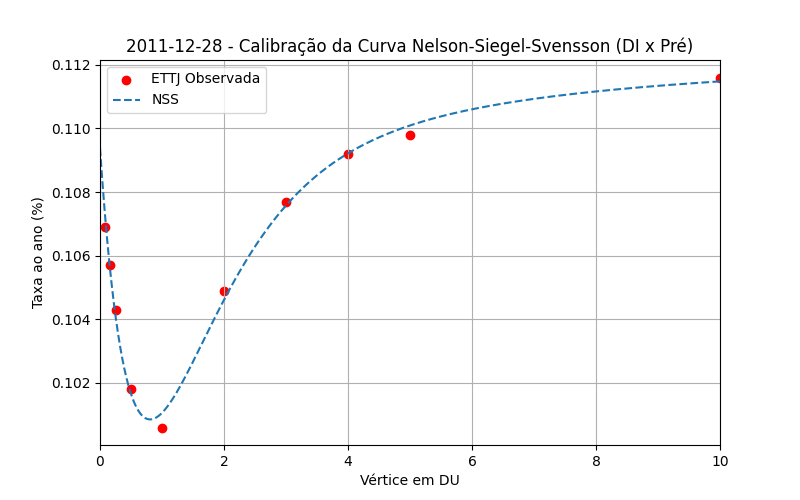 2011-12-28 - Calibração da Curva Nelson-Siegel-Svensson (DI x Pré)
ETTJ Observada
NSS
Taxa ao ano (%)
0.112
0.110
0.108
0.106
0.104
0.102
0 2 4 6 8 10
Vértice em DU